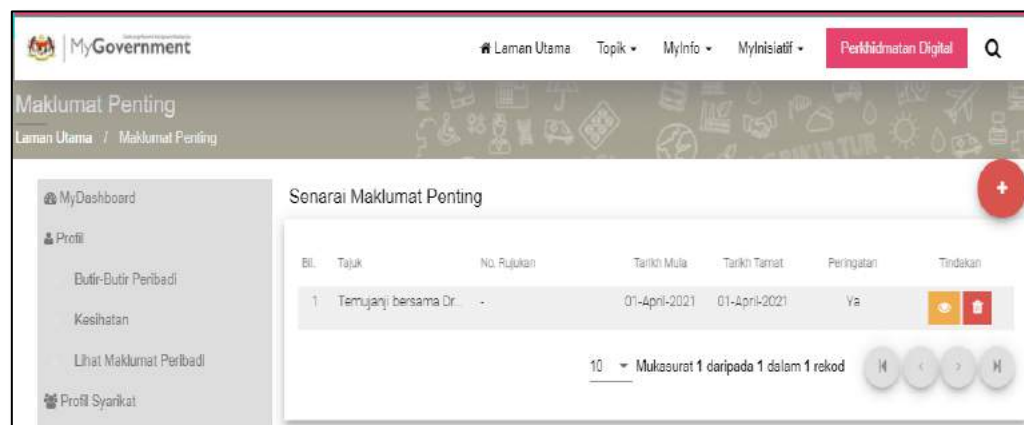 MyGovernment
Laman Utama Topik MyInfo MyInisiatif Perkhidmatan Digital
Maklumat Penting
Laman Utama / Maklumat Penting
MyDashboard
Profil
Butir-Butir Peribadi
Kesihatan
Lihat Maklumat Peribadi
Profil Syarikat
Senarai Maklumat Penting
Bil. Tajuk No. Rujukan Tarikh Mula Tarikh Tamat Peringatan Tindakan
1 Temujanji bersama Dr... - 01-April-2021 01-April-2021 Ya
10 Mukasurat 1 daripada 1 dalam 1 rekod